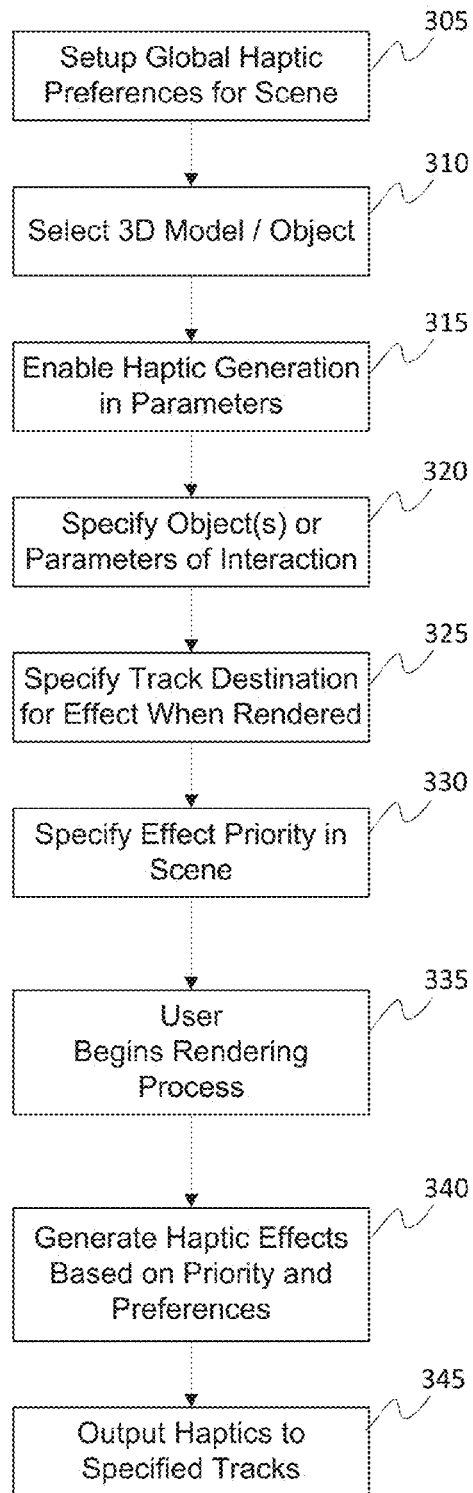 305
Setup Global Haptic
Preferences for Scene
310
Select 3D Model / Object
315
Enable Haptic Generation
in Parameters
320
Specify Object(s) or
Parameters of Interaction
325
Specify Track Destination
for Effect When Rendered
330
Specify Effect Priority in
Scene
335
User
Begins Rendering
Process
340
Generate Haptic Effects
Based on Priority and
Preferences
345
Output Haptics to
Specified Tracks